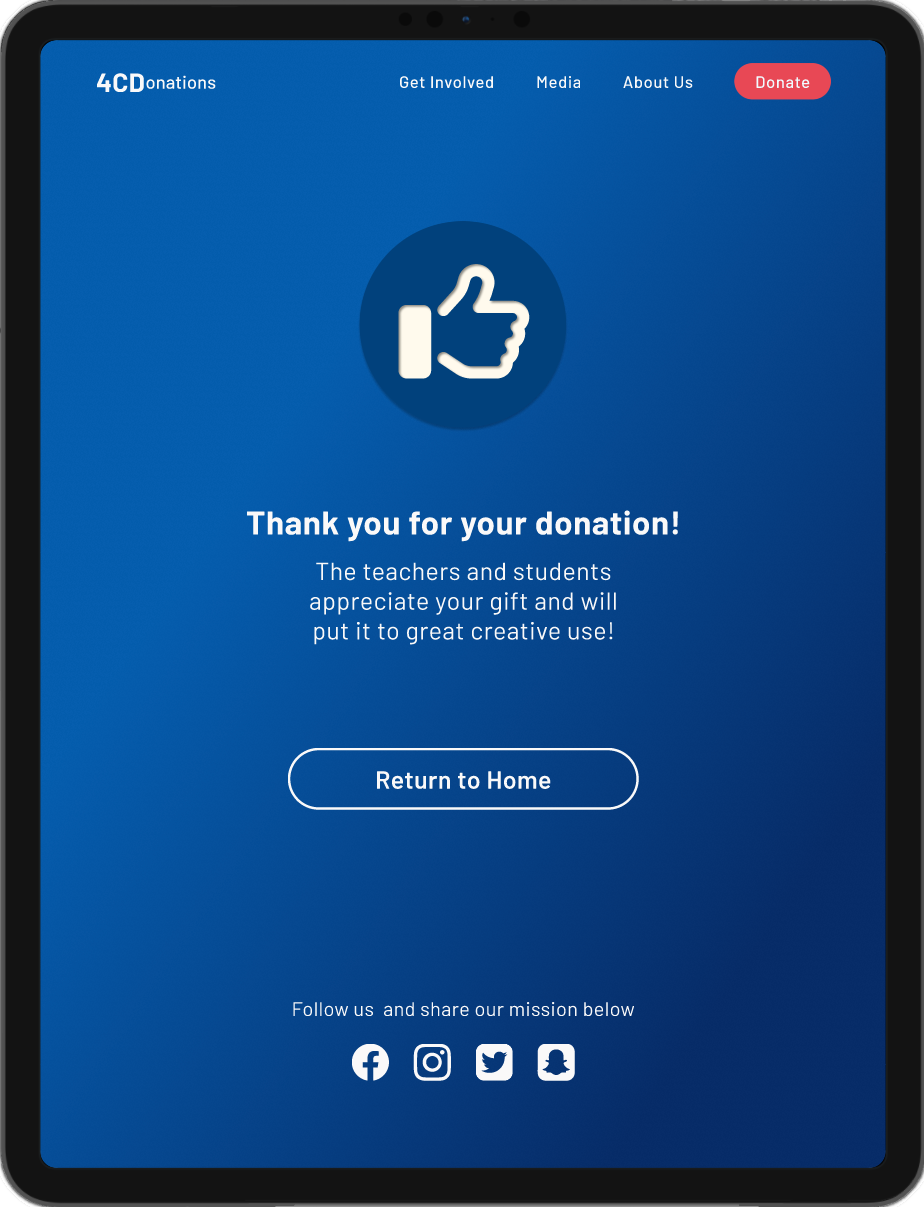 4CDonations
Get Involved
Media
About Us
Donate
Thank you for your donation!
The teachers and students
appreciate your gift and will
put it to great creative use!
Return to Home
Follow us  and share our mission below